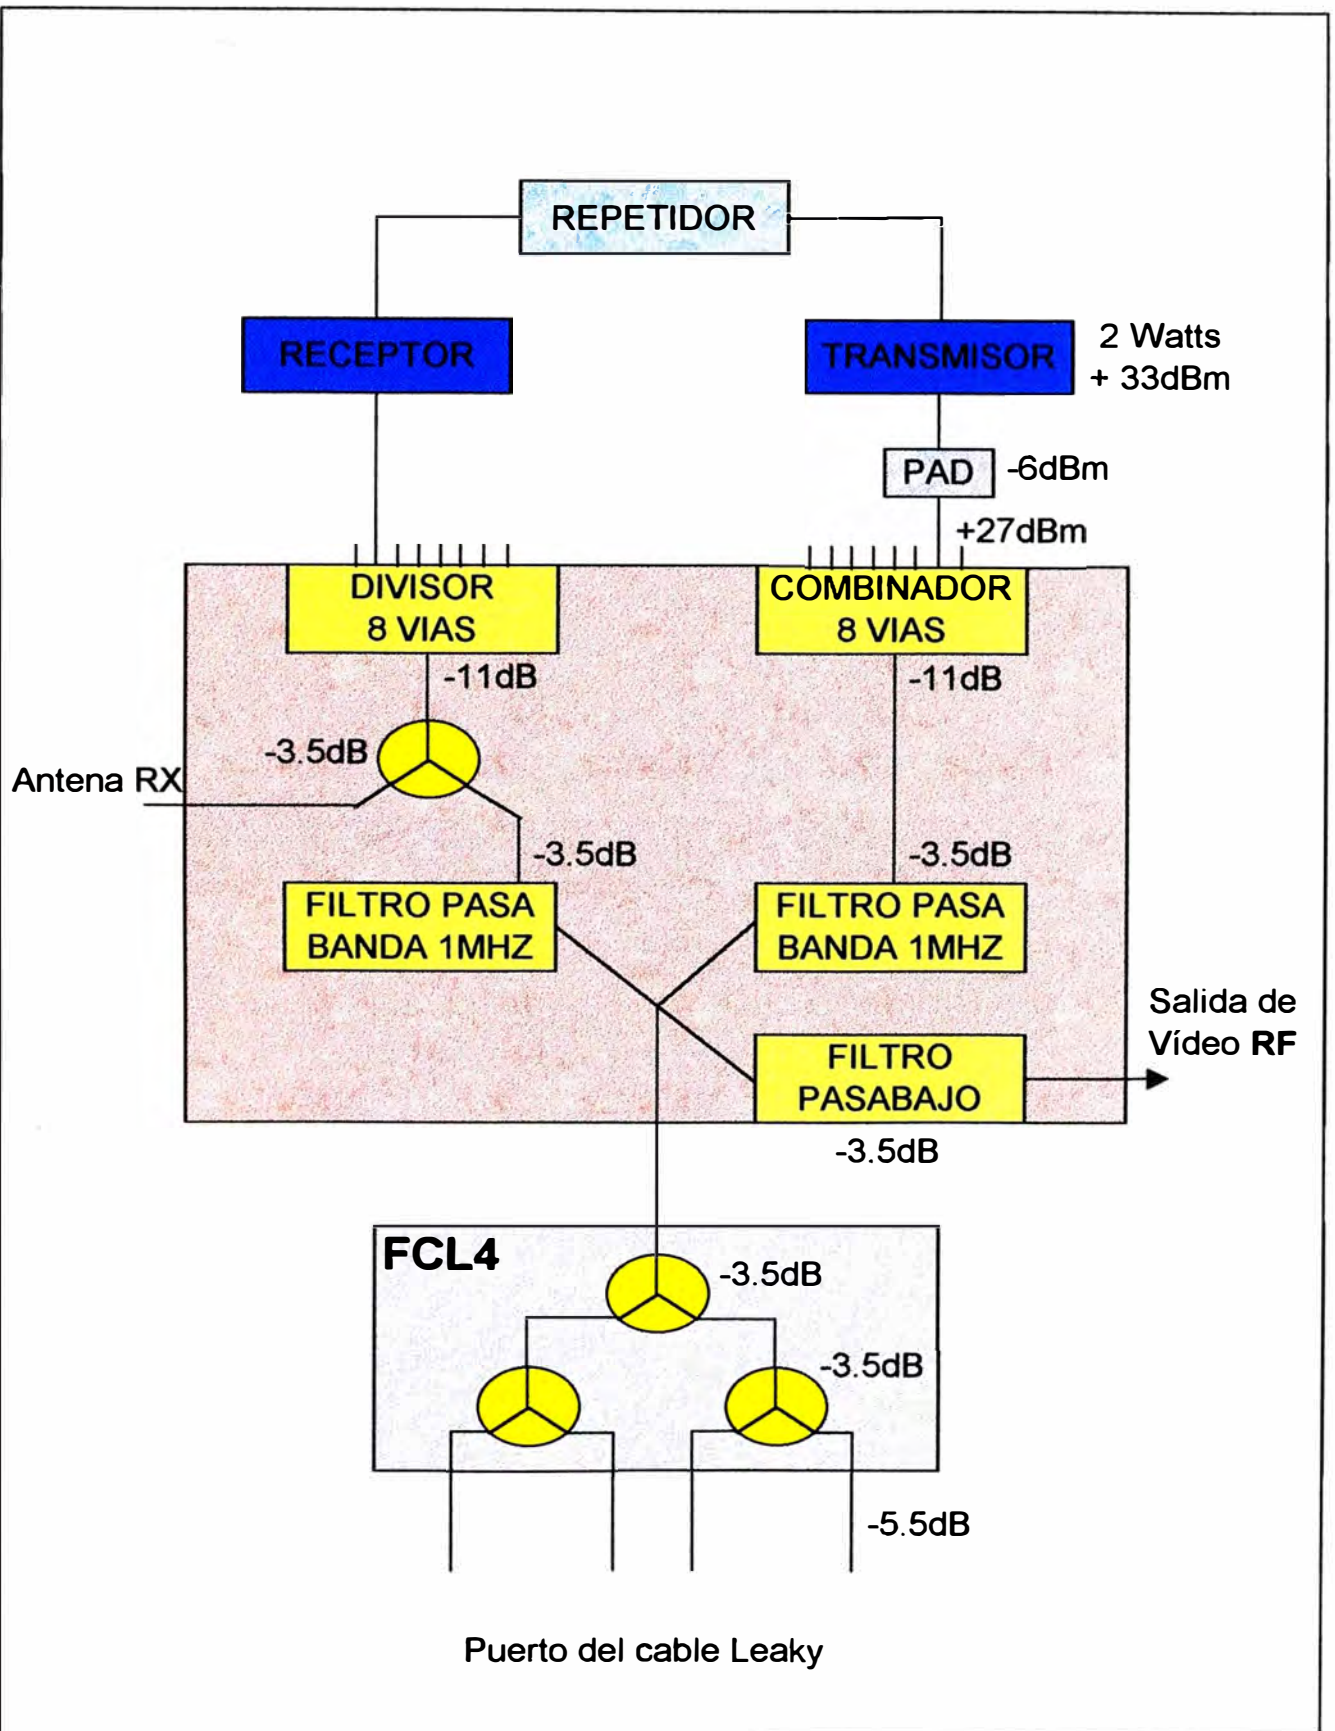 REPETIDOR
RECEPTOR
TRANSMISOR
2 Watts
+ 33dBm
PAD
-6dBm
+27dBm
DIVISOR
8 VIAS
COMBINADOR
8 VIAS
-11dB
-11dB
-3.5dB
Antena RX
-3.5dB
-3.5dB
FILTRO PASA
BANDA 1MHZ
FILTRO PASA
BANDA 1MHZ
Salida de
Vídeo RF
FILTRO
PASABAJO
-3.5dB
FCL4
-3.5dB
-3.5dB
-5.5dB
Puerto del cable Leaky